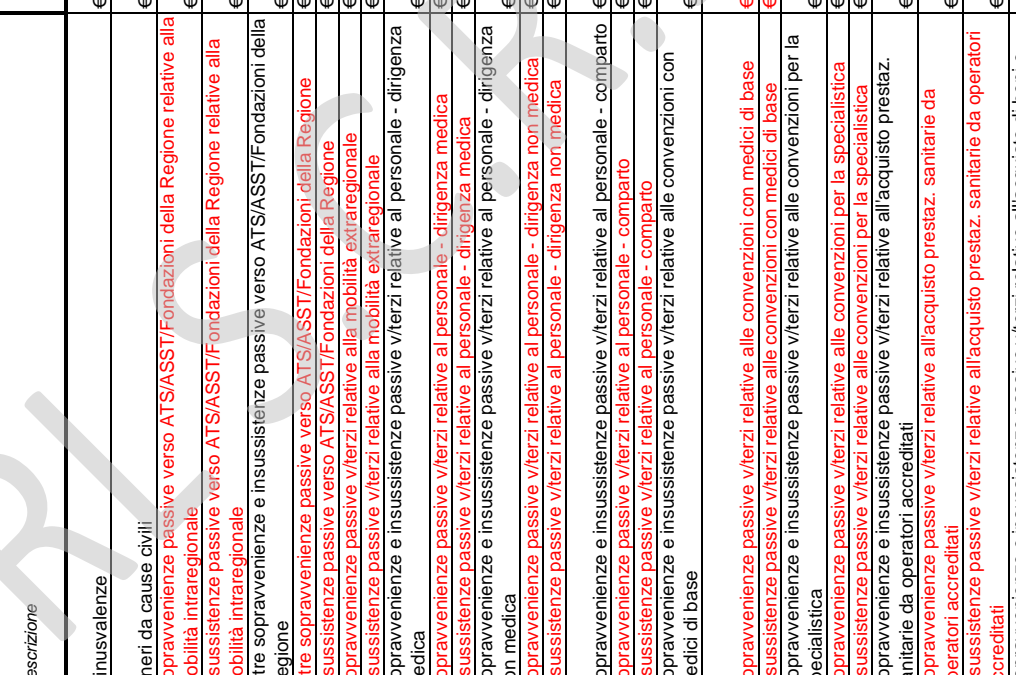 escrizione
inusvalenze
€
neri da cause civili
€
opravvenienze passive verso ATS/ASST/Fondazioni della Regione relative alla
obilità intraregionale
sussistenze passive verso ATS/ASST/Fondazioni della Regione relative alla
obilità intraregionale
tre sopravvenienze e insussistenze passive verso ATS/ASST/Fondazioni della
egione
€
tre sopravvenienze passive verso ATS/ASST/Fondazioni della Regione
€
sussistenze passive verso ATS/ASST/Fondazioni della Regione
€
opravvenienze passive v/terzi relative alla mobilità extraregionale
€
sussistenze passive v/terzi relative alla mobilità extraregionale
€
opravvenienze e insussistenze passive v/terzi relative al personale - dirigenza
edica
€
opravvenienze passive v/terzi relative al personale - dirigenza medica
€
sussistenze passive v/terzi relative al personale - dirigenza medica
€
opravvenienze e insussistenze passive v/terzi relative al personale - dirigenza
on medica
€
opravvenienze passive v/terzi relative al personale - dirigenza non medica
€
sussistenze passive v/terzi relative al personale - dirigenza non medica
€
opravvenienze e insussistenze passive v/terzi relative al personale - comparto
€
opravvenienze passive v/terzi relative al personale - comparto
€
sussistenze passive v/terzi relative al personale - comparto
€
opravvenienze e insussistenze passive v/terzi relative alle convenzioni con
edici di base
€
opravvenienze passive v/terzi relative alle convenzioni con medici di base
€
sussistenze passive v/terzi relative alle convenzioni con medici di base
€
opravvenienze e insussistenze passive v/terzi relative alle convenzioni per la
pecialistica
€
opravvenienze passive v/terzi relative alle convenzioni per la specialistica
€
sussistenze passive v/terzi relative alle convenzioni per la specialistica
€
opravvenienze e insussistenze passive v/terzi relative all'acquisto prestaz.
anitarie da operatori accreditati
€
opravvenienze passive v/terzi relative all'acquisto prestaz. sanitarie da
peratori accreditati
€
sussistenze passive v/terzi relative all'acquisto prestaz. sanitarie da operatori
ccreditati
€
RL S.C.R.